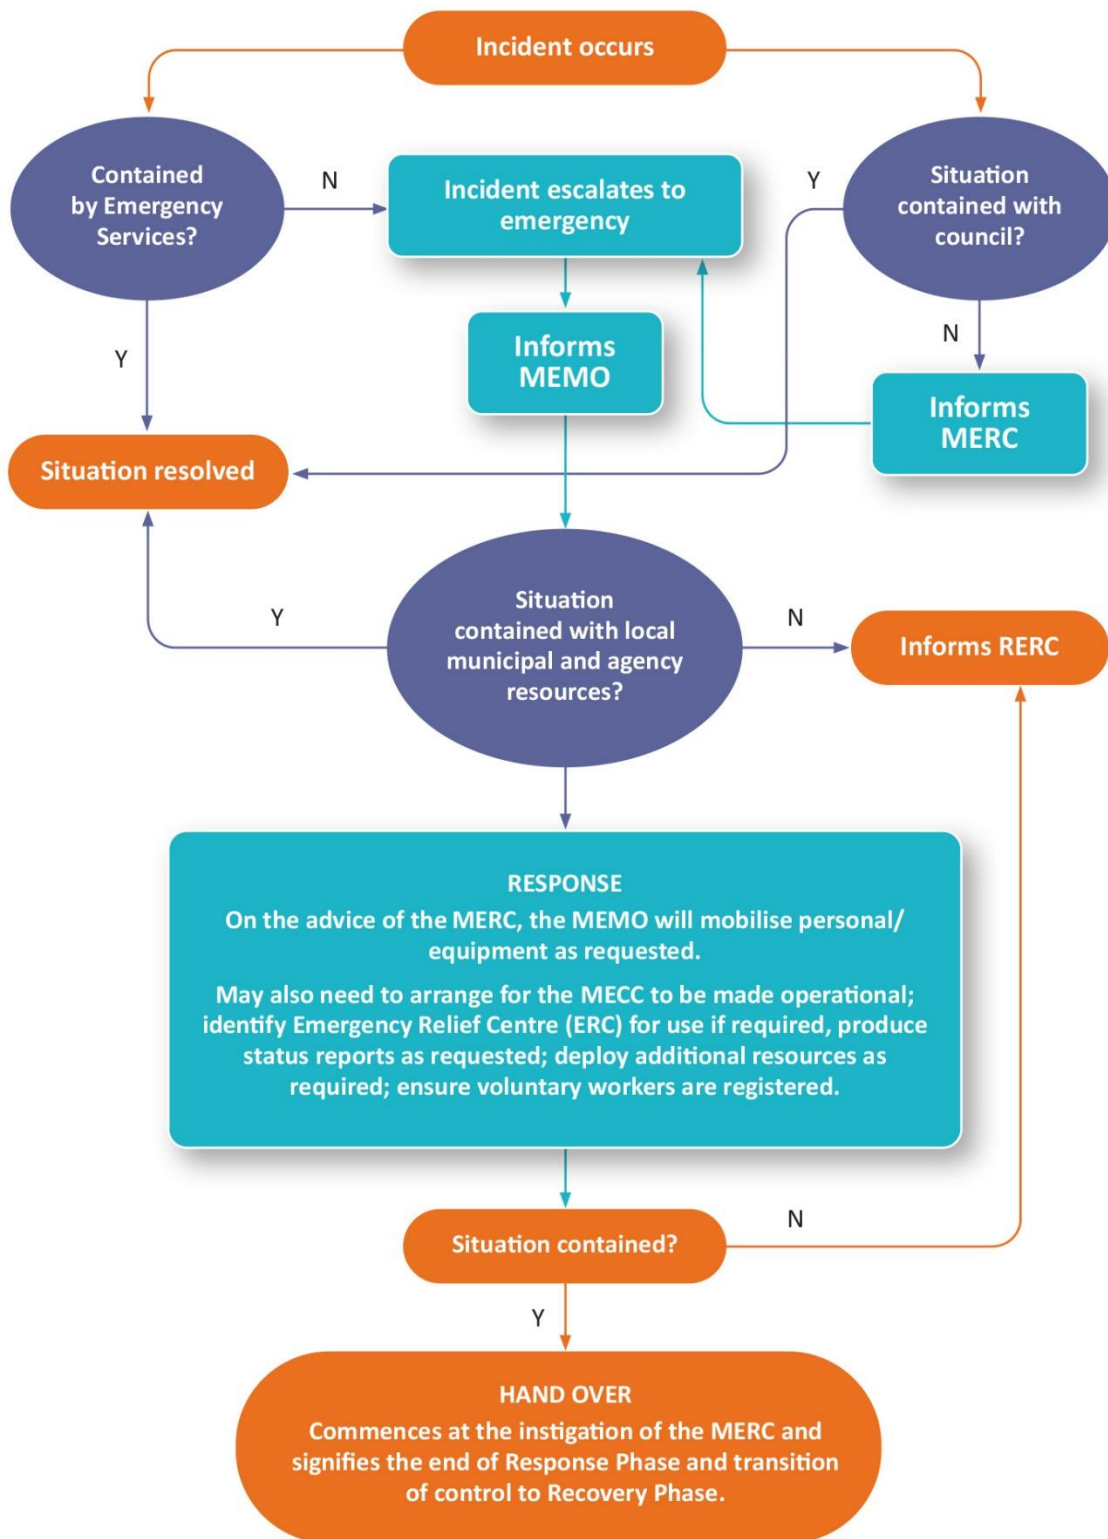 Incident occurs
Contained
by Emergency
Services?
N
Incident escalates to
emergency
Y
Situation
contained with
council?
Y
Informs
MEMO
N
Informs
MERC
Situation resolved
Y
Situation
contained with local
municipal and agency
resources?
N
Informs RERC
RESPONSE
On the advice of the MERC, the MEMO will mobilise personal/
equipment as requested.
May also need to arrange for the MECC to be made operational;
identify Emergency Relief Centre (ERC) for use if required, produce
status reports as requested; deploy additional resources as
required; ensure voluntary workers are registered.
Situation contained?
N
Y
HAND OVER
Commences at the instigation of the MERC and
signifies the end of Response Phase and transition
of control to Recovery Phase.